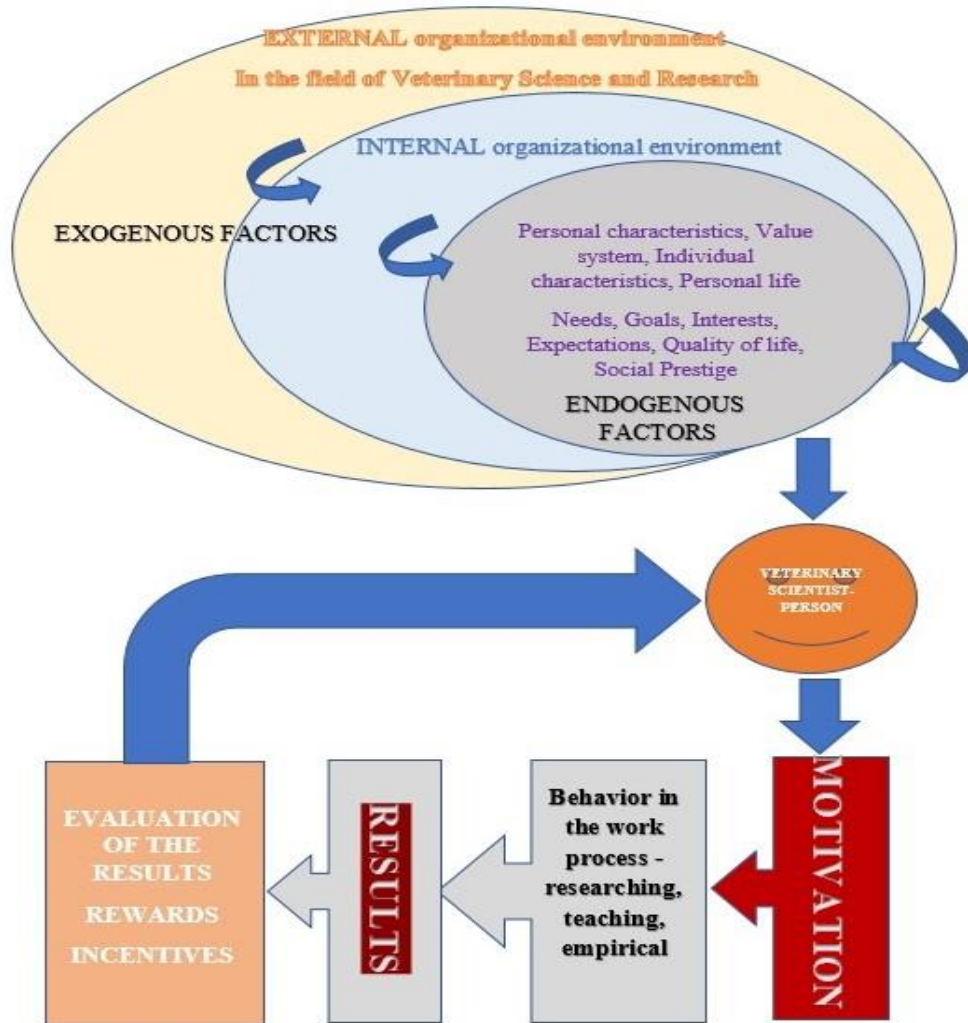 EXTERNAL organizational environment
In the field of Veterinary Science and Research
INTERNAL organizational environment
EXOGENOUS FACTORS
Personal characteristics, Value
system, Individual
characteristics, Personal life
Needs, Goals, Interests,
Expectations, Quality of life,
Social Prestige
ENDOGENOUS
FACTORS
VETERINARY
SCIENTIST-
PERSON
MOTIVATION
Behavior in
the work
process -
researching,
teaching,
empirical
RESULTS
EVALUATION
OF THE
RESULTS
REWARDS
INCENTIVES